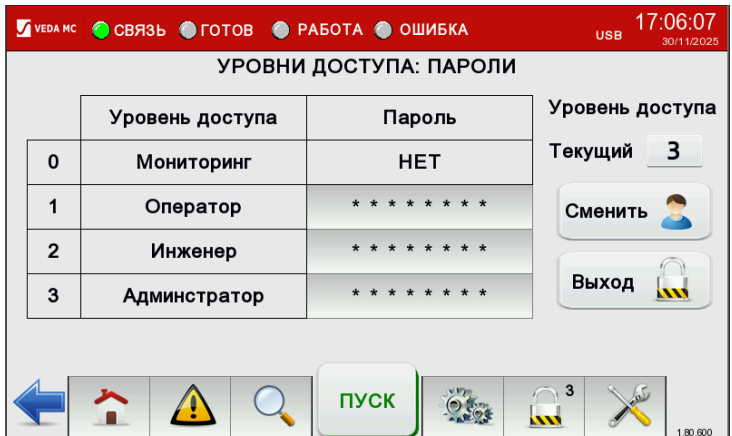 VEDA MC СВЯЗЬ ГОТОВ РАБОТА ОШИБКА USB 17:06:07
30/11/2025
УРОВНИ ДОСТУПА: ПАРОЛИ
Уровень доступа Пароль
0 Мониторинг НЕТ
1 Оператор * * * * * * * *
2 Инженер * * * * * * * *
3 Админстратор * * * * * * * *
Уровень доступа
Текущий 3
Сменить
Выход
ПУСК
3
1.80.600